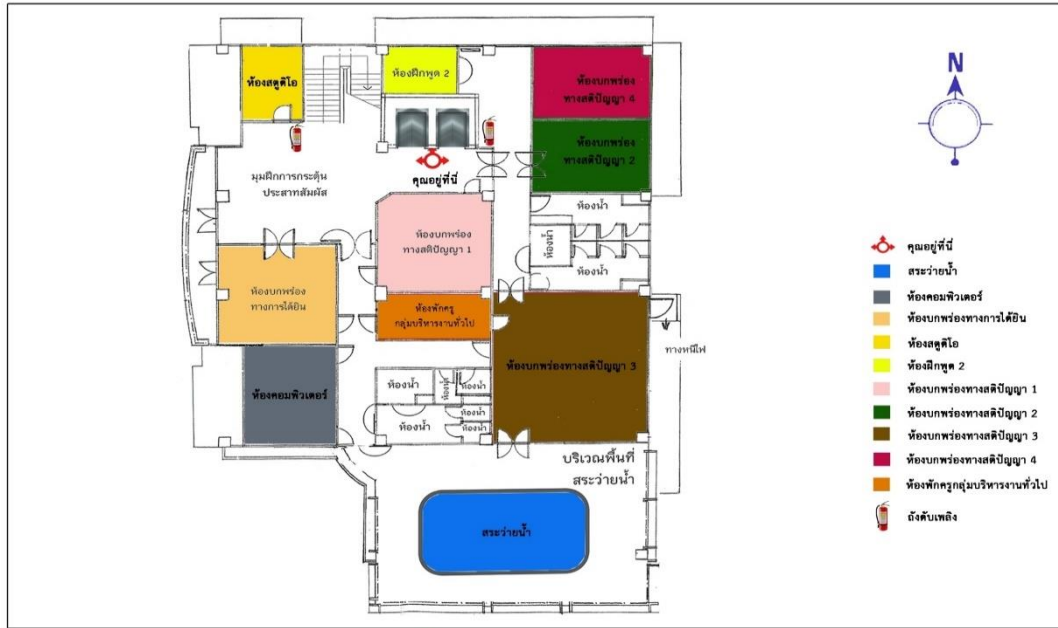 ห้องสตูดิโอ
ห้องฝึกพูด 2
ห้องบกพร่อง
ทางสติปัญญา 4
N
ห้องบกพร่อง
ทางสติปัญญา 2
คุณอยู่ที่นี่
มุมฝึกการกระตุ้น
ประสาทสัมผัส
ห้องบกพร่อง
ทางสติปัญญา 1
ห้องน้ำ
ห้องน้ำ
ห้องน้ำ
ห้องบกพร่อง
ทางการได้ยิน
ห้องพักครู
กลุ่มบริหารงานทั่วไป
ทางหนีไฟ
ห้องบกพร่องทางสติปัญญา 3
ห้องคอมพิวเตอร์
ห้องน้ำ
ห้องน้ำ
ห้องน้ำ
ห้องน้ำ
ห้องน้ำ
ห้องน้ำ
บริเวณพื้นที่
สระว่ายน้ำ
สระว่ายน้ำ
คุณอยู่ที่นี่
สระว่ายน้ำ
ห้องคอมพิวเตอร์
ห้องบกพร่องทางการได้ยิน
ห้องสตูดิโอ
ห้องฝึกพูด 2
ห้องบกพร่องทางสติปัญญา 1
ห้องบกพร่องทางสติปัญญา 2
ห้องบกพร่องทางสติปัญญา 3
ห้องบกพร่องทางสติปัญญา 4
ห้องพักครูกลุ่มบริหารงานทั่วไป
ถังดับเพลิง